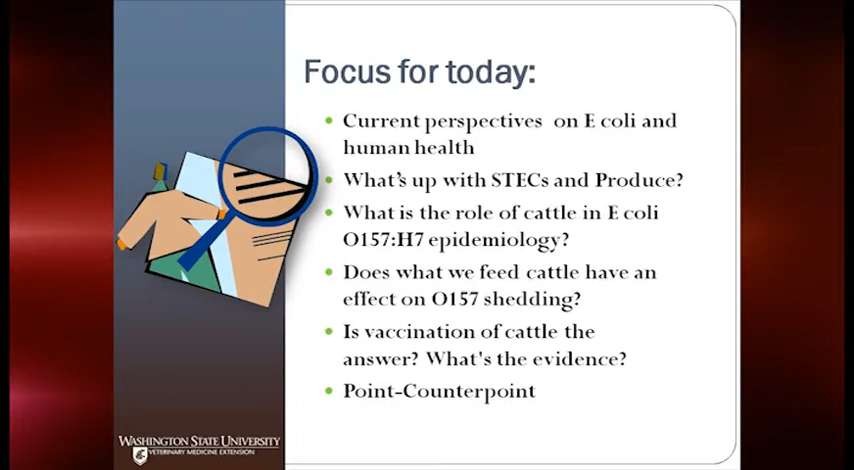 Focus for today:
Current perspectives on E coli and
human health
What's up with STECs and Produce?
What is the role of cattle in E coli
O157:H7 epidemiology?
Does what we feed cattle have an
effect on O157 shedding?
Is vaccination of cattle the
answer? What's the evidence?
Point-Counterpoint
WASHINGTON STATE UNIVERSITY
VETERINARY MEDICINE EXTENSION